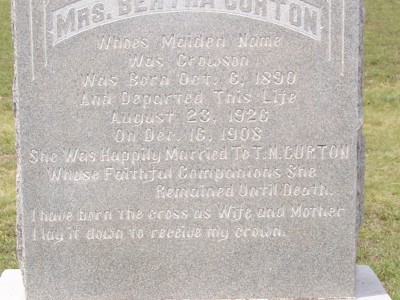 MRS. BERTHA CURTON
Whoes Maiden Name
Was Crowson
Was Born Oct. 6, 1890
And Departed This Life
August 23, 1926
On Dec. 16, 1908
She Was Happily Married To T.N. CURTON
Whose Faithful Companions She
Remained Until Death.
I have born the cross as Wife and Mother
I lay it down to receive my crown.